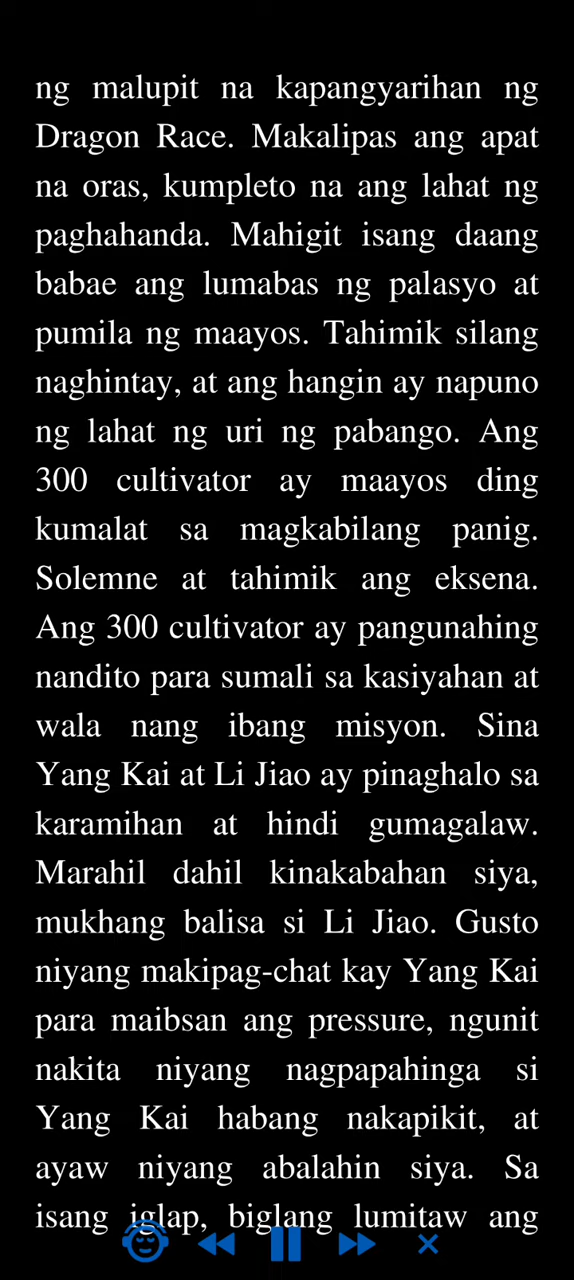 ng malupit na kapangyarihan ng
Dragon Race. Makalipas ang apat
na oras, kumpleto na ang lahat ng
paghahanda. Mahigit isang daang
babae ang lumabas ng palasyo at
pumila ng maayos. Tahimik silang
naghintay, at ang hangin ay napuno
ng lahat ng uri ng pabango. Ang
300 cultivator ay maayos ding
kumalat sa magkabilang panig.
Solemne at tahimik ang eksena.
Ang 300 cultivator ay pangunahing
nandito para sumali sa kasiyahan at
wala nang ibang misyon. Sina
Yang Kai at Li Jiao ay pinaghalo sa
karamihan at hindi gumagalaw.
Marahil dahil kinakabahan siya,
mukhang balisa si Li Jiao. Gusto
niyang makipag-chat kay Yang Kai
para maibsan ang pressure, ngunit
nakita niyang nagpapahinga si
Yang Kai habang nakapikit, at
ayaw niyang abalahin siya. Sa
isang iglap, biglang lumitaw ang